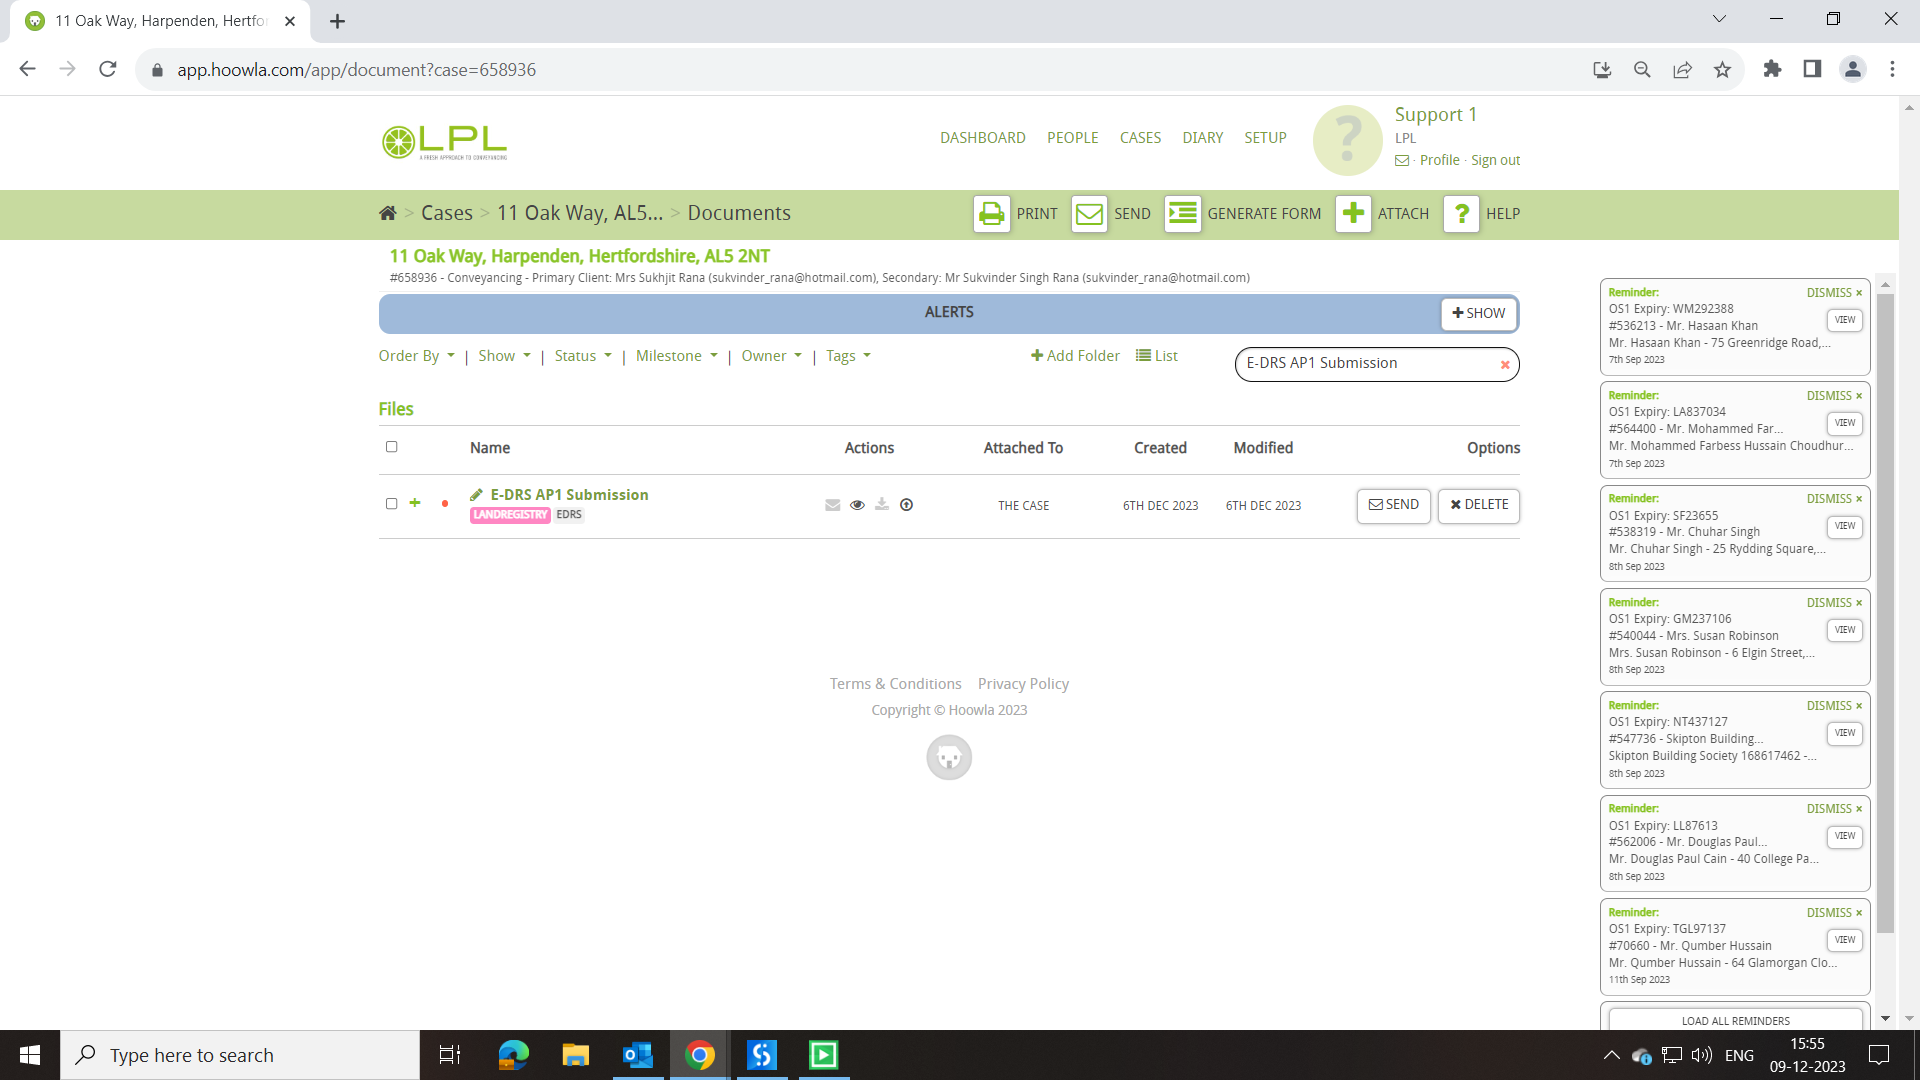 11 Oak Way, Harpenden, Hertfo
app.hoowla.com/app/document?case=658936
LPL
A FRESH APPROACH TO CONVEYANCING
DASHBOARD PEOPLE CASES DIARY SETUP
?
Support 1
LPL
· Profile · Sign out
> Cases > 11 Oak Way, AL5... > Documents
PRINT SEND GENERATE FORM ATTACH ? HELP
11 Oak Way, Harpenden, Hertfordshire, AL5 2NT
#658936 - Conveyancing - Primary Client: Mrs Sukhjit Rana (sukvinder_rana@hotmail.com), Secondary: Mr Sukvinder Singh Rana (sukvinder_rana@hotmail.com)
ALERTS
SHOW
Order By | Show | Status | Milestone | Owner | Tags
Add Folder List
E-DRS AP1 Submission
Files
Name Actions Attached To Created Modified Options
E-DRS AP1 Submission
LANDREGISTRY EDRS
THE CASE 6TH DEC 2023 6TH DEC 2023 SEND DELETE
Terms & Conditions Privacy Policy
Copyright © Hoowla 2023
Reminder: DISMISS ×
OS1 Expiry: WM292388
#536213 - Mr. Hasaan Khan
VIEW
Mr. Hasaan Khan - 75 Greenridge Road,...
7th Sep 2023
Reminder: DISMISS ×
OS1 Expiry: LA837034
#564400 - Mr. Mohammed Far...
VIEW
Mr. Mohammed Farbess Hussain Choudhur...
7th Sep 2023
Reminder: DISMISS ×
OS1 Expiry: SF23655
#538319 - Mr. Chuhar Singh
VIEW
Mr. Chuhar Singh - 25 Rydding Square,...
8th Sep 2023
Reminder: DISMISS ×
OS1 Expiry: GM237106
#540044 - Mrs. Susan Robinson
VIEW
Mrs. Susan Robinson - 6 Elgin Street,...
8th Sep 2023
Reminder: DISMISS ×
OS1 Expiry: NT437127
#547736 - Skipton Building...
VIEW
Skipton Building Society 168617462 -...
8th Sep 2023
Reminder: DISMISS ×
OS1 Expiry: LL87613
#562006 - Mr. Douglas Paul...
VIEW
Mr. Douglas Paul Cain - 40 College Pa...
8th Sep 2023
Reminder: DISMISS ×
OS1 Expiry: TGL97137
#70660 - Mr. Qumber Hussain
VIEW
Mr. Qumber Hussain - 64 Glamorgan Clo...
11th Sep 2023
LOAD ALL REMINDERS
Type here to search
ENG
15:55
09-12-2023